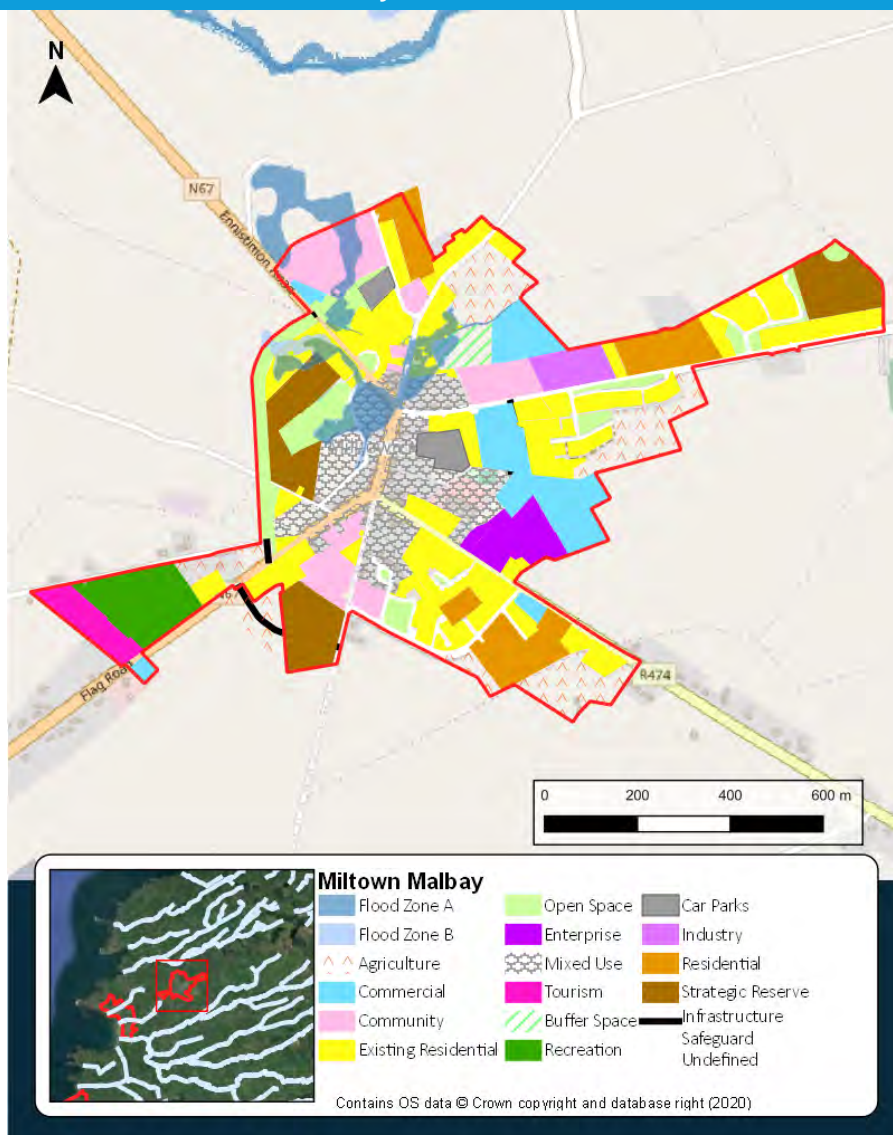 N
N67
Ennistimon Road
N67
Flag Road
R474
0 200 400 600 m
Miltown Malbay
Flood Zone A
Flood Zone B
Agriculture
Commercial
Community
Existing Residential
Open Space
Enterprise
Mixed Use
Tourism
Buffer Space
Recreation
Car Parks
Industry
Residential
Strategic Reserve
Infrastructure
Safeguard
Undefined
Contains OS data © Crown copyright and database right (2020)